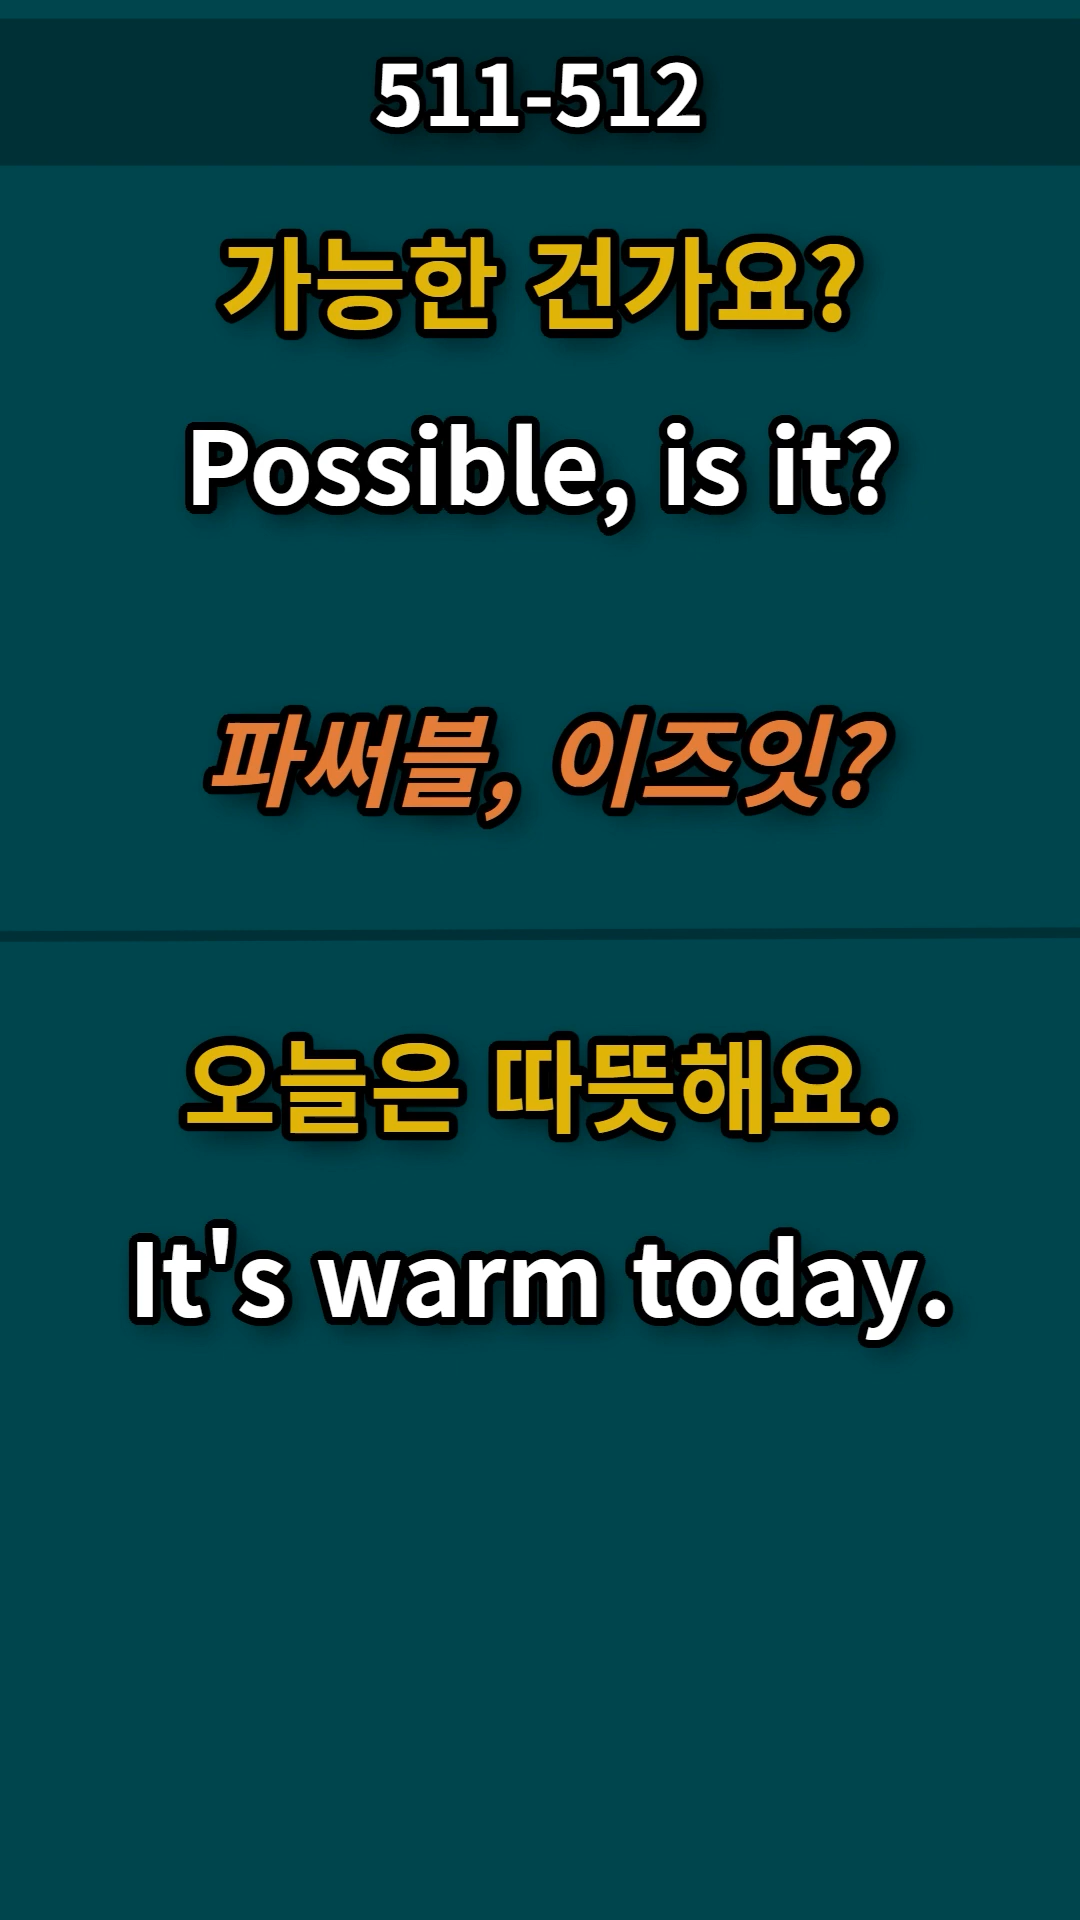 511-512
가능한 건가요?
Possible, is it?
파써블, 이즈잇?
오늘은 따뜻해요.
It's warm today.